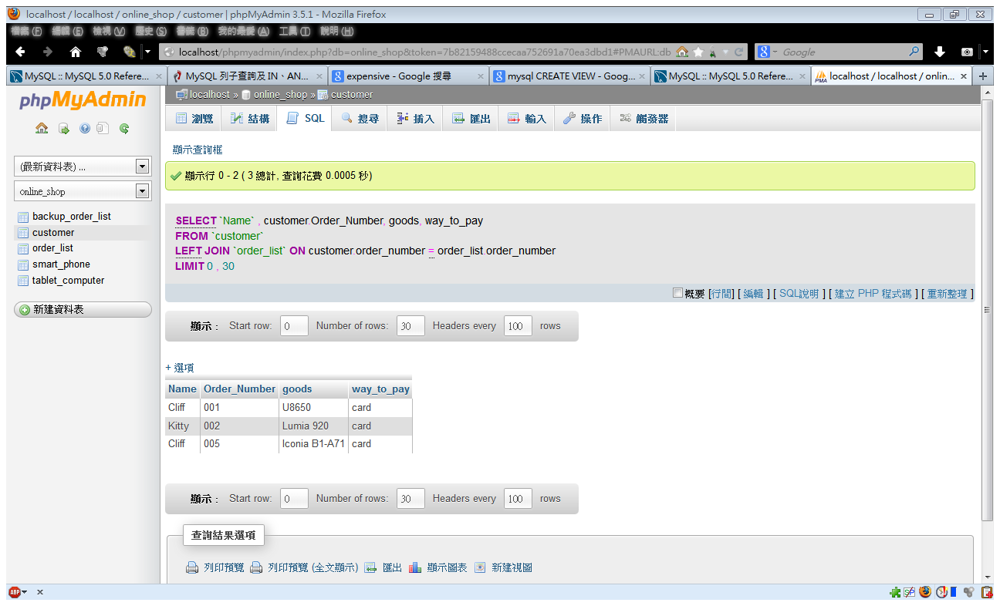 localhost / localhost / online_shop / customer | phpMyAdmin 3.5.1 - Mozilla Firefox
檔案 (F) 編輯 (E) 檢視 (V) 歷史 (S) 書籤 (B) 我的最愛 (A) 工具 (T) 說明 (H)
localhost/phpmyadmin/index.php?db=online_shop&token=7b82159488ccecaa752691a70ea3dbd1#PMAURL:db
Google
MySQL :: MySQL 5.0 Refere...
MySQL 列子查詢及 IN、AN...
expensive - Google 搜尋
mysql CREATE VIEW - Goog...
MySQL :: MySQL 5.0 Refere...
localhost / localhost / onlin...
phpMyAdmin
(最新資料表) ...
online_shop
backup_order_list
customer
order_list
smart_phone
tablet_computer
新建資料表
localhost » online_shop » customer
瀏覽 結構 SQL 搜尋 插入 匯出 輸入 操作 觸發器
顯示查詢框
顯示行 0 - 2 ( 3 總計, 查詢花費 0.0005 秒)
SELECT `Name` , customer.Order_Number, goods, way_to_pay
FROM `customer`
LEFT JOIN `order_list` ON customer.order_number = order_list.order_number
LIMIT 0 , 30
概要 [行間] [ 編輯 ] [ SQL說明 ] [ 建立 PHP 程式碼 ] [ 重新整理 ]
顯示 : Start row: 0 Number of rows: 30 Headers every 100 rows
+ 選項
Name Order_Number goods way_to_pay
Cliff 001 U8650 card
Kitty 002 Lumia 920 card
Cliff 005 Iconia B1-A71 card
顯示 : Start row: 0 Number of rows: 30 Headers every 100 rows
查詢結果選項
列印預覽 列印預覽 (全文顯示) 匯出 顯示圖表 新建視圖
ABP